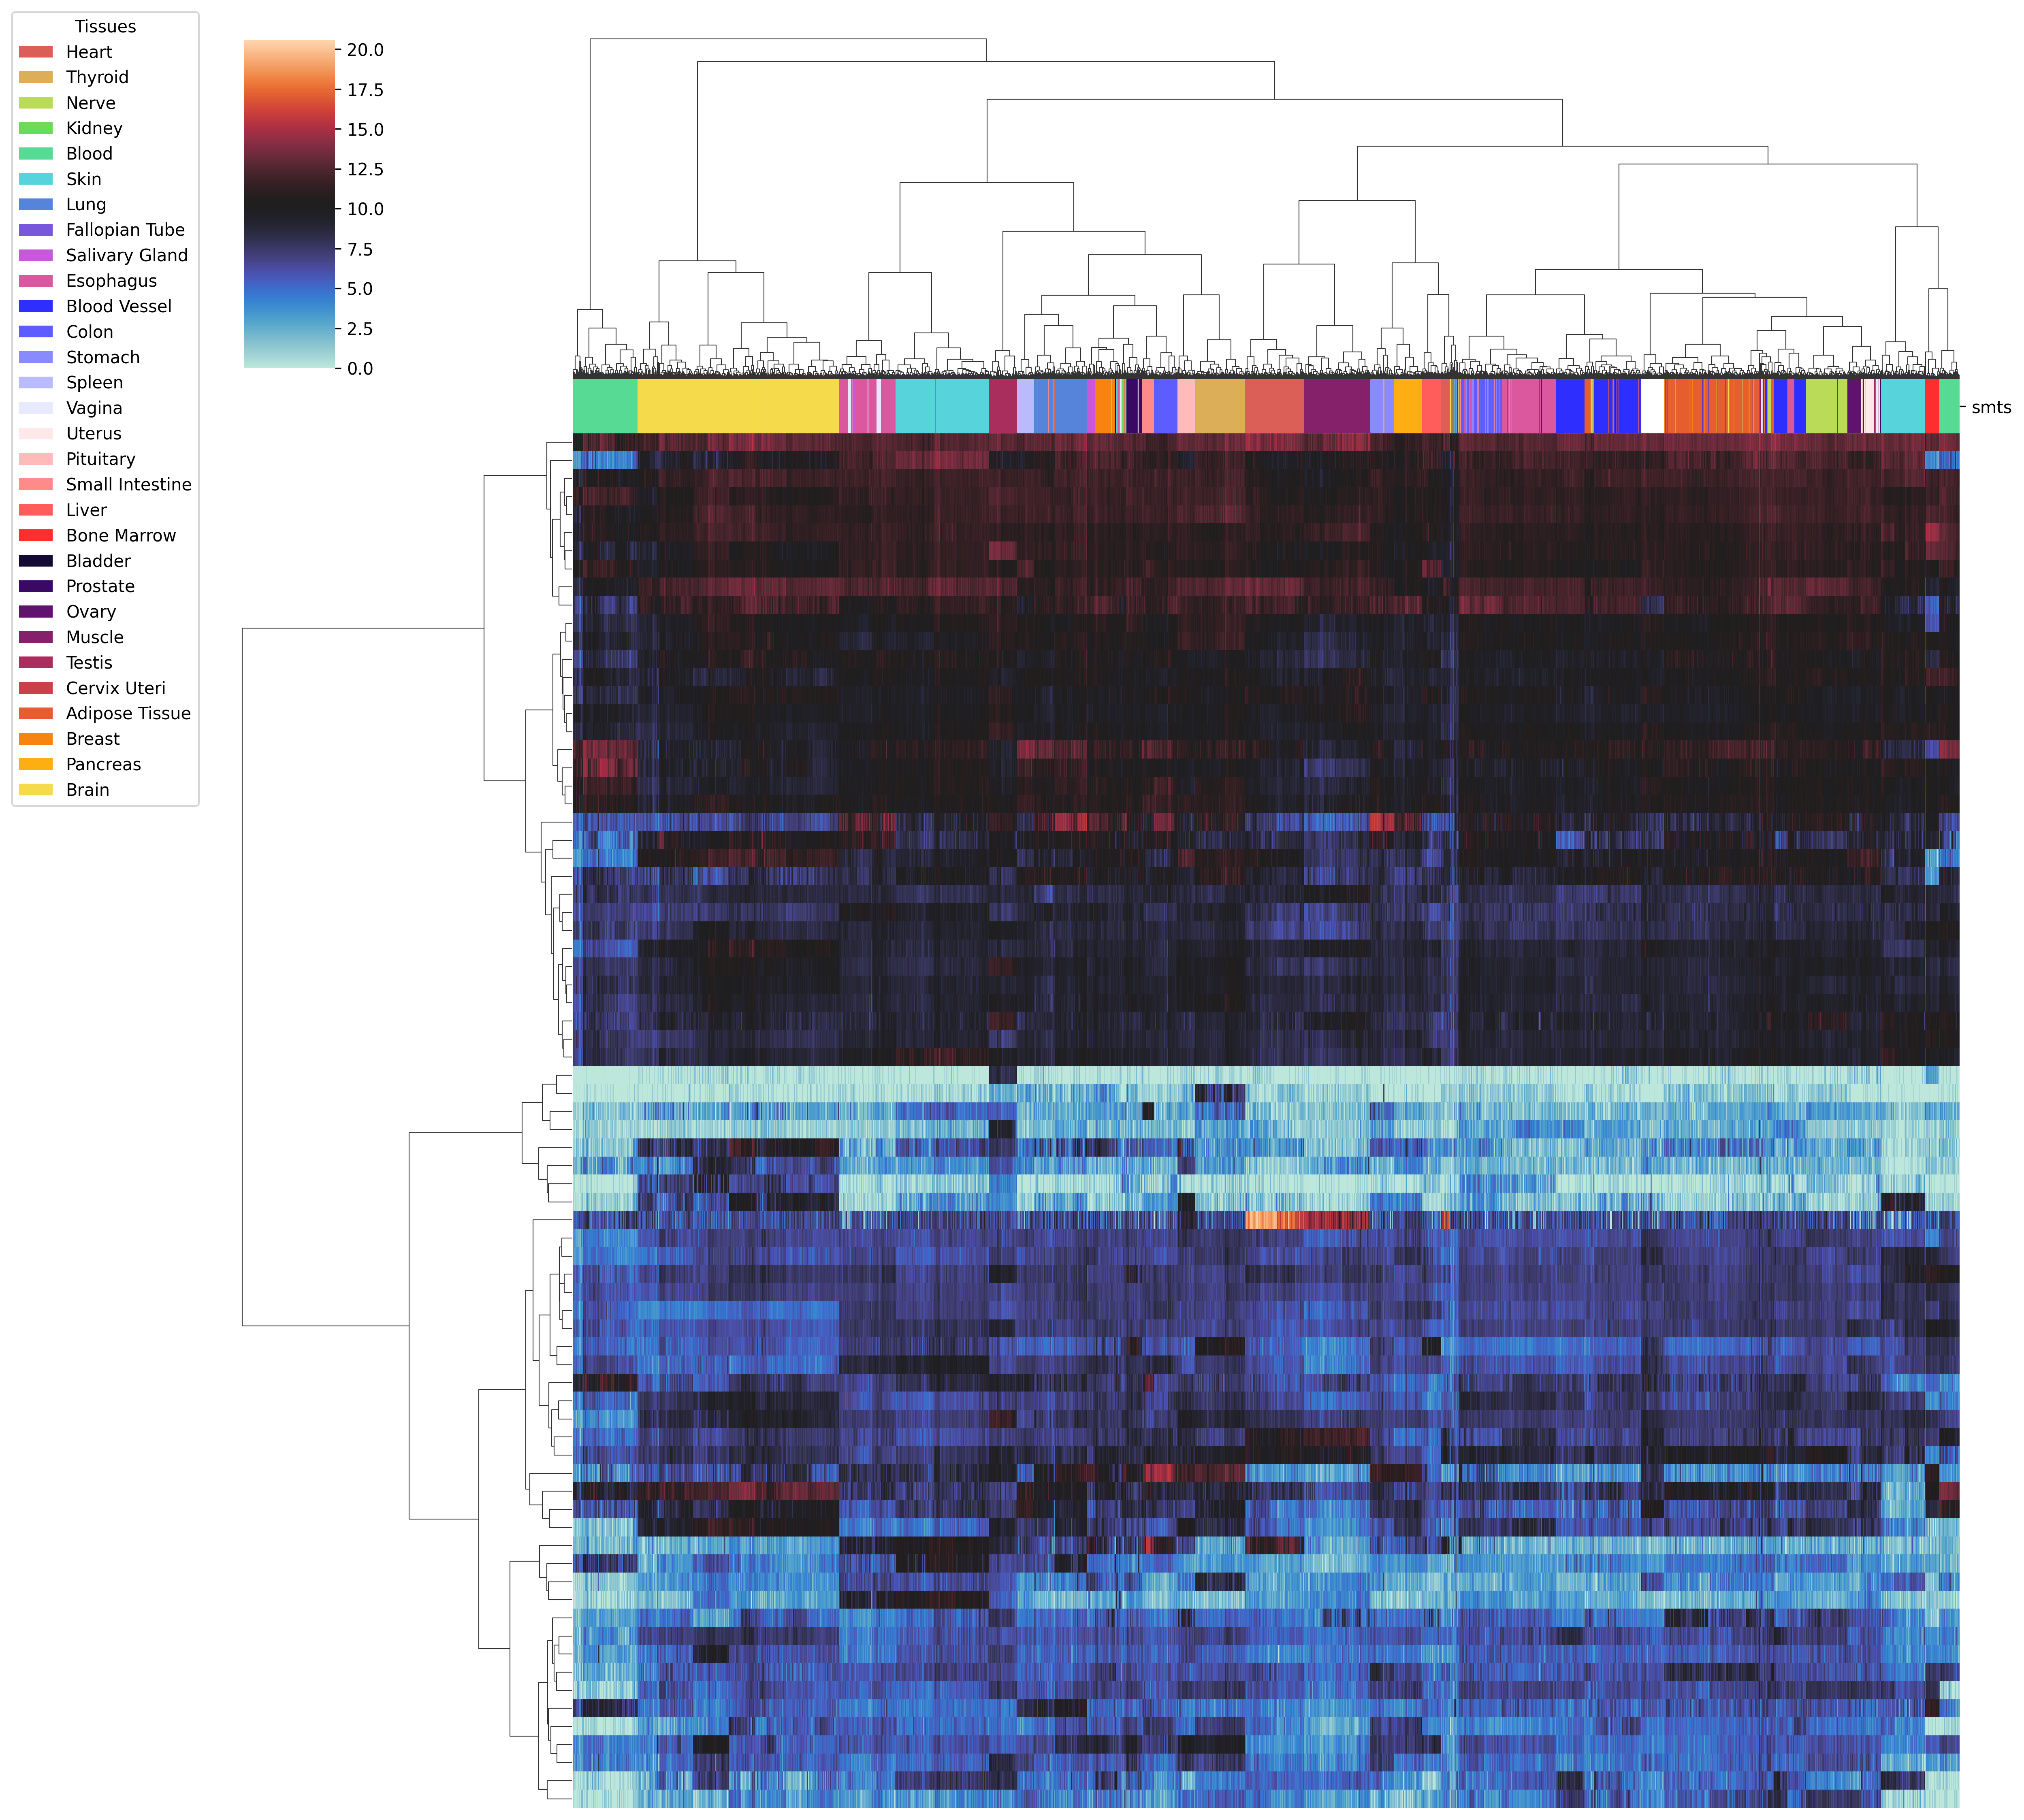 Tissues
Heart
Thyroid
Nerve
Kidney
Blood
Skin
Lung
Fallopian Tube
Salivary Gland
Esophagus
Blood Vessel
Colon
Stomach
Spleen
Vagina
Uterus
Pituitary
Small Intestine
Liver
Bone Marrow
Bladder
Prostate
Ovary
Muscle
Testis
Cervix Uteri
Adipose Tissue
Breast
Pancreas
Brain
20.0
17.5
15.0
12.5
10.0
7.5
5.0
2.5
0.0
smts